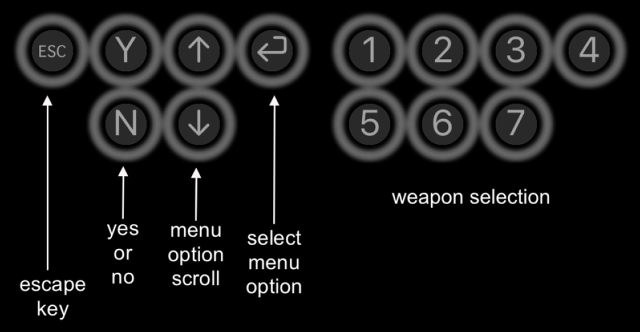 ESC Y ↑ ↵ 1 2 3 4
N ↓ 5 6 7
weapon selection
yes
or
no
menu
option
scroll
select
menu
option
escape
key